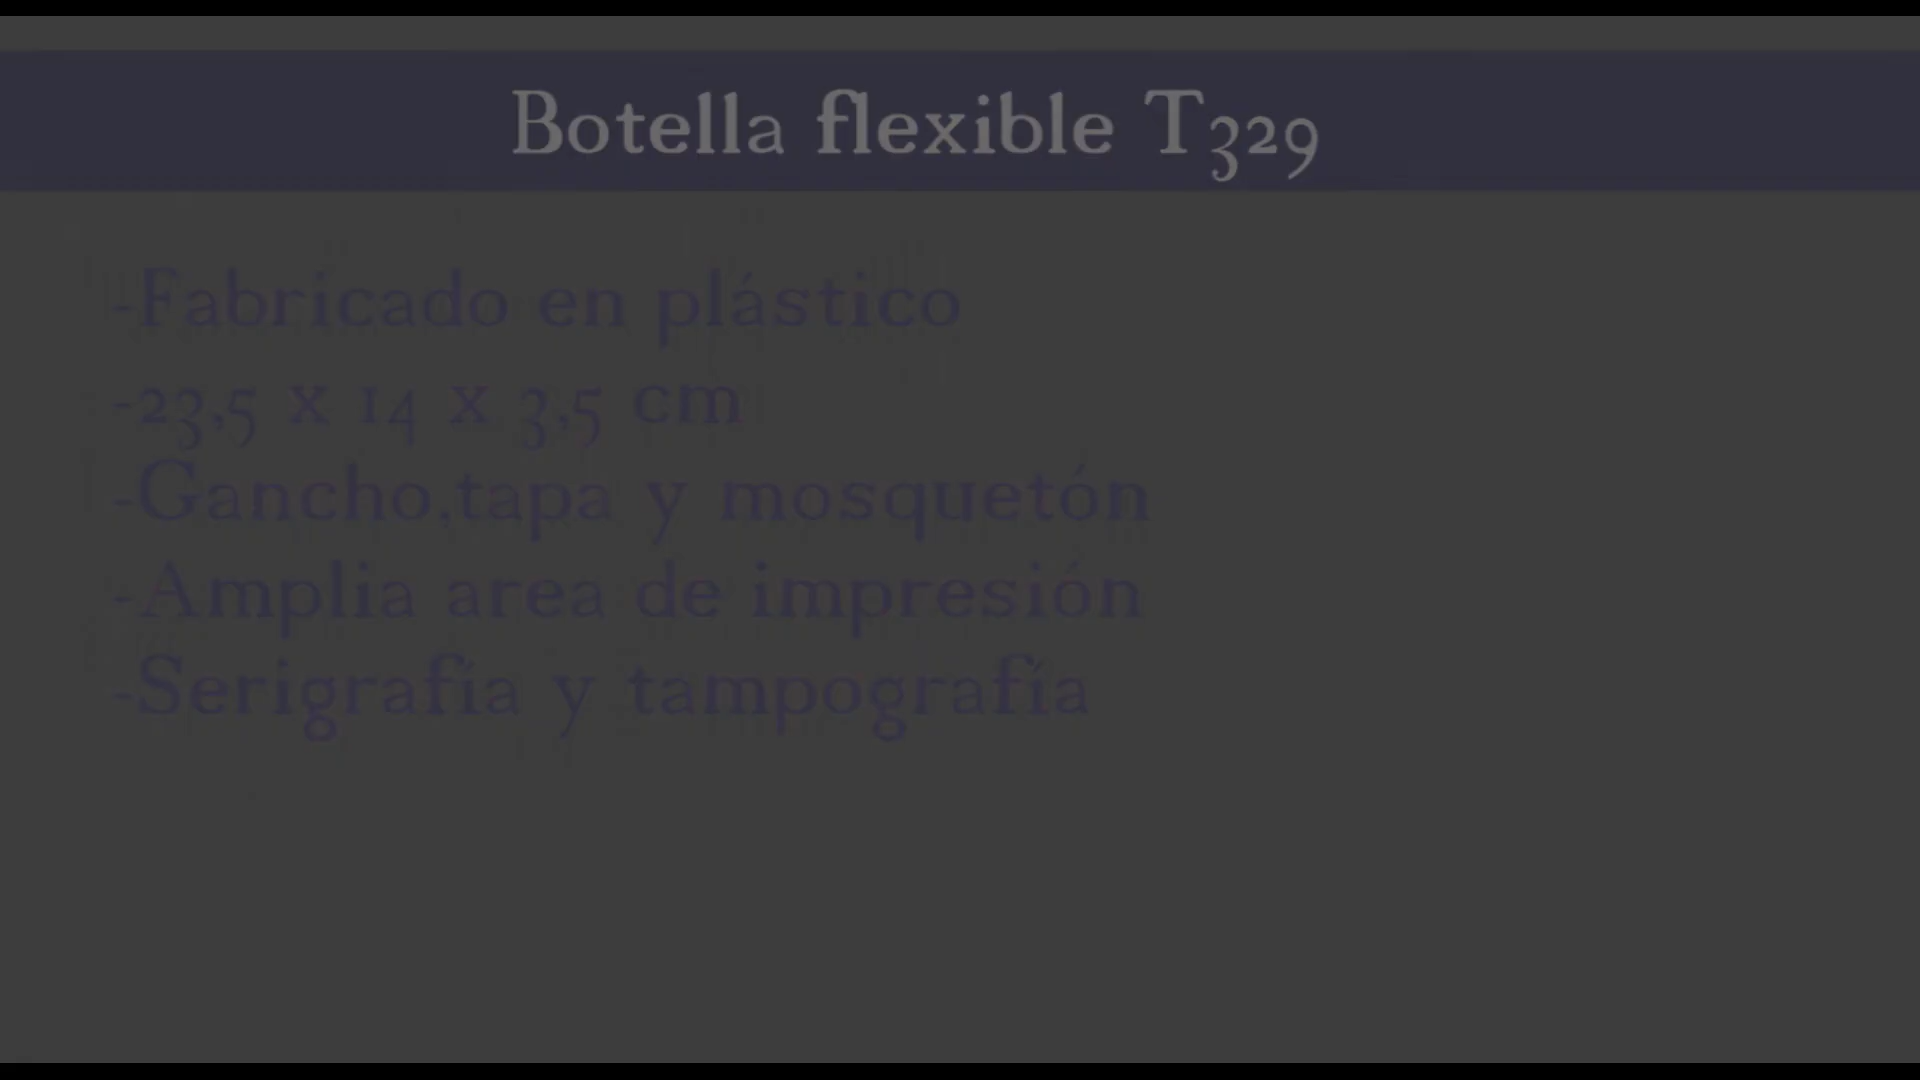 Botella flexible T329
-Fabricado en plástico
-23,5 x 14 x 3,5 cm
-Gancho,tapa y mosquetón
-Amplia area de impresión
-Serigrafía y tampografía